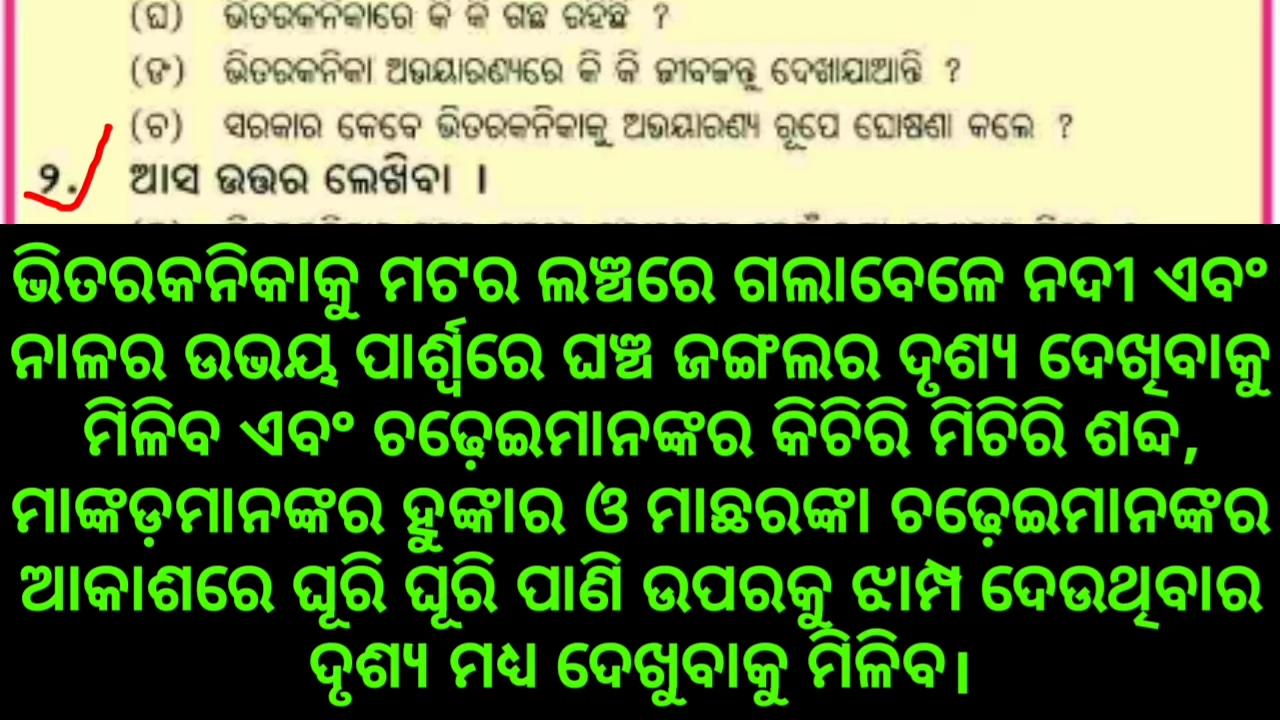 (ଘ) ଭିତରକନିକାରେ କି କି ଗଛ ରହିଛି ?
(ଙ) ଭିତରକନିକା ଅଭୟାରଣ୍ୟରେ କି କି ଜୀବଜନ୍ତୁ ଦେଖାଯାଆନ୍ତି ?
(ଚ) ସରକାର କେବେ ଭିତରକନିକାକୁ ଅଭୟାରଣ୍ୟ ରୂପେ ଘୋଷଣା କଲେ ?
୨. ଆସ ଉତ୍ତର ଲେଖିବା ।
ଭିତରକନିକାକୁ ମଟର ଲଞ୍ଚରେ ଗଲାବେଳେ ନଦୀ ଏବଂ
ନାଳର ଉଭୟ ପାର୍ଶ୍ୱରେ ଘଞ୍ଚ ଜଙ୍ଗଲର ଦୃଶ୍ୟ ଦେଖିବାକୁ
ମିଳିବ ଏବଂ ଚଢ଼େଇମାନଙ୍କର କିଚିରି ମିଚିରି ଶବ୍ଦ,
ମାଙ୍କଡ଼ମାନଙ୍କର ହୁଙ୍କାର ଓ ମାଛରଙ୍କା ଚଢ଼େଇମାନଙ୍କର
ଆକାଶରେ ଘୂରି ଘୂରି ପାଣି ଉପରକୁ ଝାମ୍ପ ଦେଉଥିବାର
ଦୃଶ୍ୟ ମଧ୍ୟ ଦେଖୁବାକୁ ମିଳିବ।